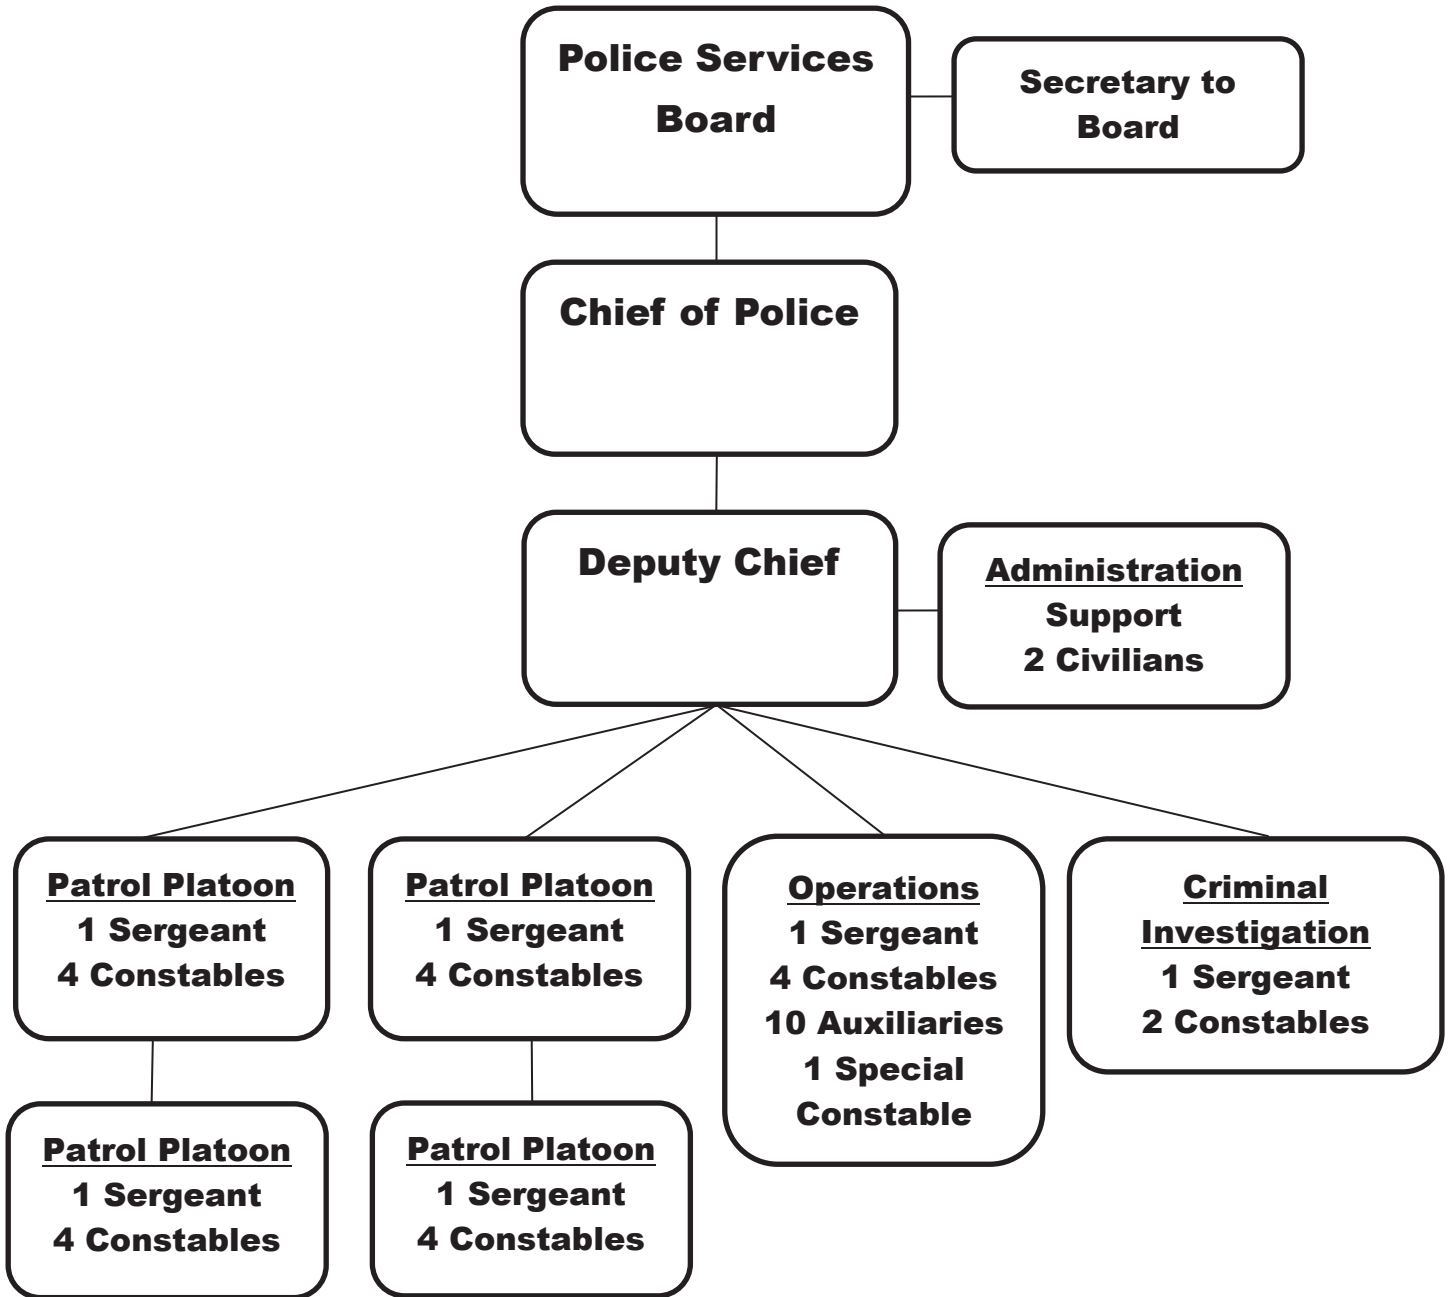 Police Services
Board
Secretary to
Board
Chief of Police
Deputy Chief
Administration
Support
2 Civilians
Patrol Platoon
1 Sergeant
4 Constables
Patrol Platoon
1 Sergeant
4 Constables
Operations
1 Sergeant
4 Constables
10 Auxiliaries
1 Special
Constable
Criminal
Investigation
1 Sergeant
2 Constables
Patrol Platoon
1 Sergeant
4 Constables
Patrol Platoon
1 Sergeant
4 Constables